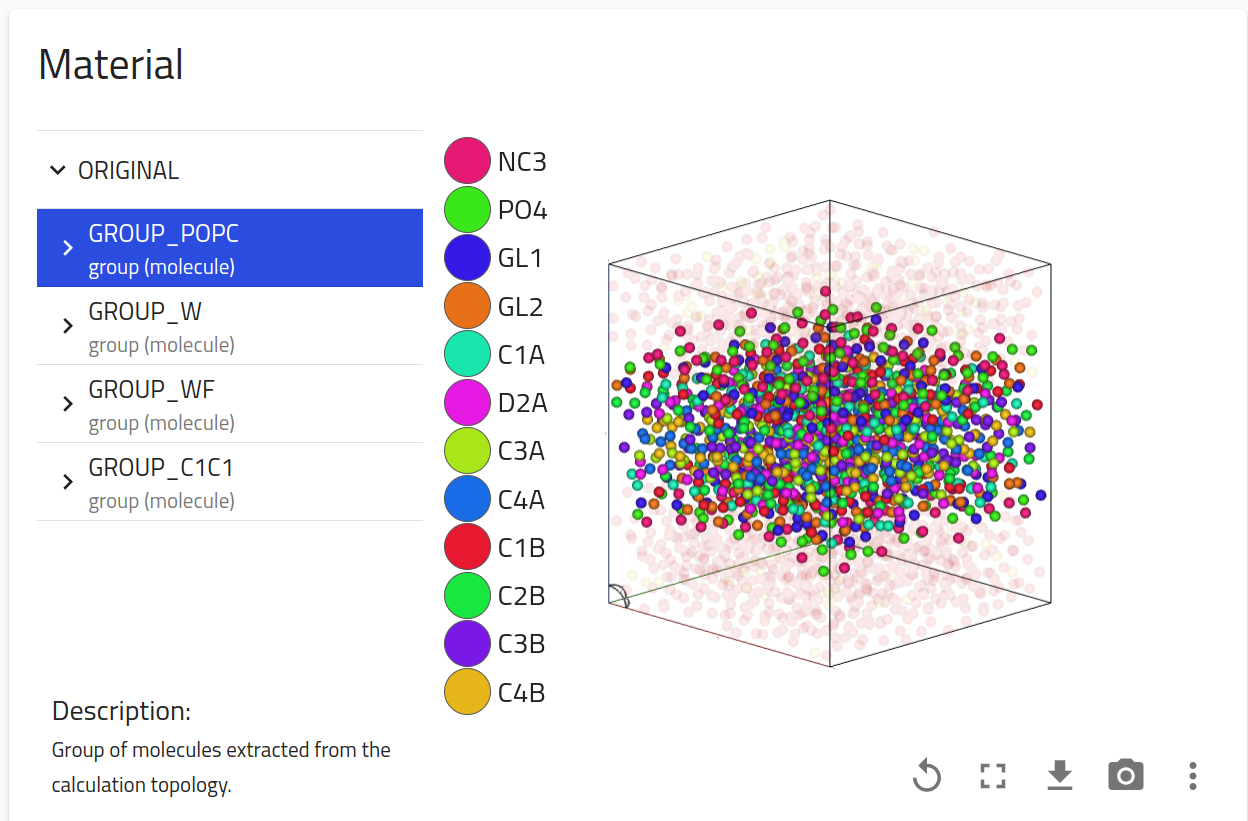 Material
ORIGINAL
GROUP_POPC
group (molecule)
GROUP_W
group (molecule)
GROUP_WF
group (molecule)
GROUP_C1C1
group (molecule)
Description:
Group of molecules extracted from the
calculation topology.
NC3
PO4
GL1
GL2
C1A
D2A
C3A
C4A
C1B
C2B
C3B
C4B